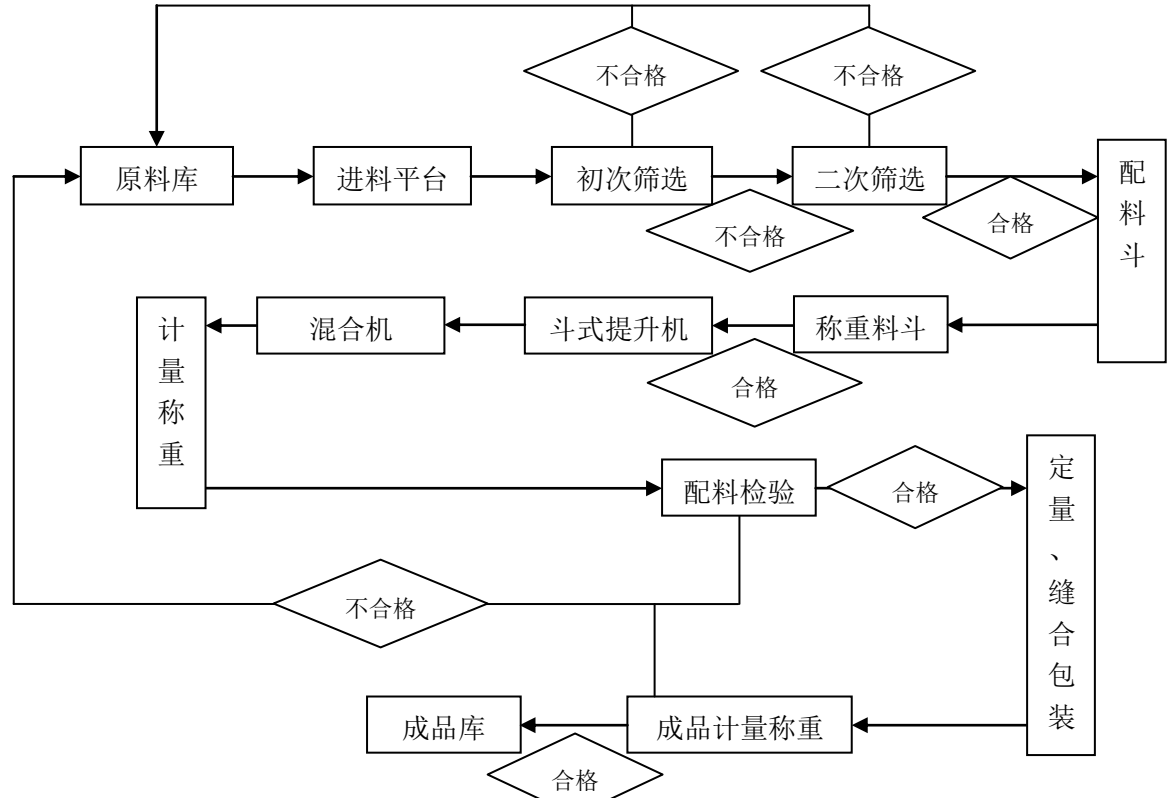 不合格
不合格
原料库
进料平台
初次筛选
二次筛选
配料斗
不合格
合格
计量称重
混合机
斗式提升机
称重料斗
合格
配料检验
合格
定量、缝合包装
不合格
成品库
成品计量称重
合格